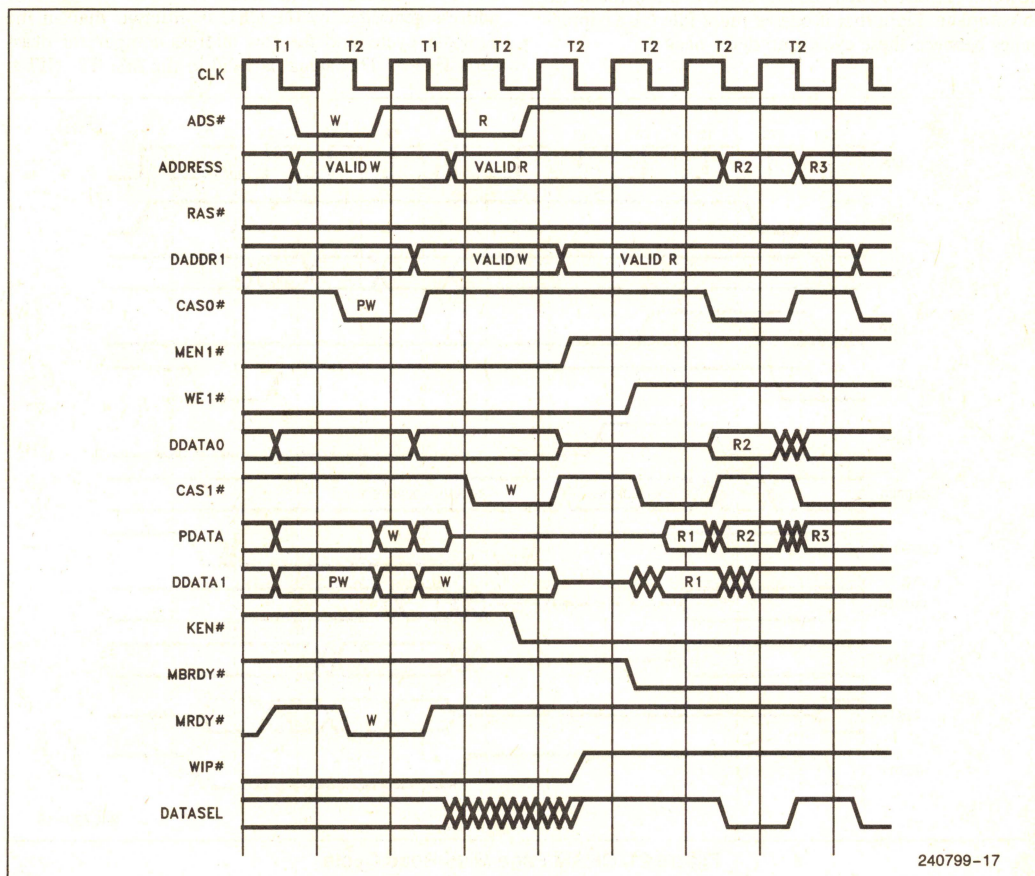 T1 T2 T1 T2 T2 T2 T2 T2
CLK
ADS# W R
ADDRESS VALID W VALID R R2 R3
RAS#
DADDR1 VALID W VALID R
CAS0# PW
MEN1#
WE1#
DDATA0 R2
CAS1# W
PDATA W R1 R2 R3
DDATA1 PW W R1
KEN#
MBRDY#
MRDY# W
WIP#
DATASEL
240799-17